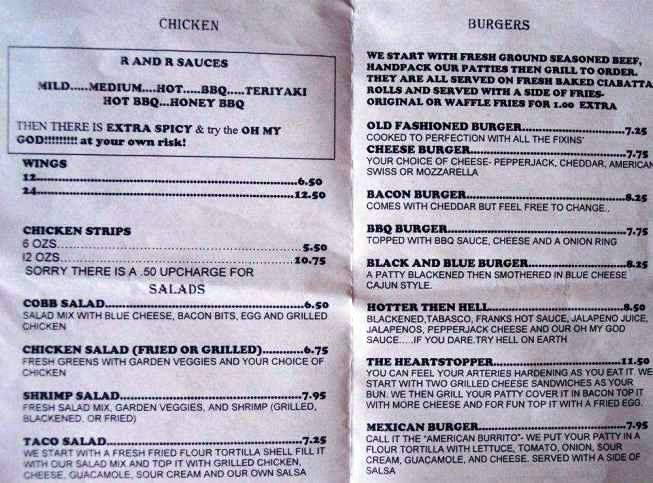 CHICKEN
R AND R SAUCES
MILD.....MEDIUM....HOT.....BBQ.....TERIYAKI
HOT BBQ...HONEY BBQ
THEN THERE IS EXTRA SPICY & try the OH MY
GOD!!!!!!!!! at your own risk!
WINGS
12...........................................................6.50
24..........................................................12.50
CHICKEN STRIPS
6 OZS......................................................5.50
12 OZS...................................................10.75
SORRY THERE IS A .50 UPCHARGE FOR
SALADS
COBB SALAD............................................6.50
SALAD MIX WITH BLUE CHEESE, BACON BITS, EGG AND GRILLED
CHICKEN
CHICKEN SALAD (FRIED OR GRILLED)............6.75
FRESH GREENS WITH GARDEN VEGGIES AND YOUR CHOICE OF
CHICKEN
SHRIMP SALAD.........................................7.95
FRESH SALAD MIX, GARDEN VEGGIES, AND SHRIMP (GRILLED,
BLACKENED, OR FRIED)
TACO SALAD............................................7.25
WE START WITH A FRESH FRIED FLOUR TORTILLA SHELL FILL IT
WITH OUR SALAD MIX AND TOP IT WITH GRILLED CHICKEN,
CHEESE, GUACAMOLE, SOUR CREAM AND OUR OWN SALSA
BURGERS
WE START WITH FRESH GROUND SEASONED BEEF,
HANDPACK OUR PATTIES THEN GRILL TO ORDER.
THEY ARE ALL SERVED ON FRESH BAKED CIABATTA
ROLLS AND SERVED WITH A SIDE OF FRIES-
ORIGINAL OR WAFFLE FRIES FOR 1.00 EXTRA
OLD FASHIONED BURGER............................7.25
COOKED TO PERFECTION WITH ALL THE FIXINS'
CHEESE BURGER........................................7.75
YOUR CHOICE OF CHEESE- PEPPERJACK, CHEDDAR, AMERICAN
SWISS OR MOZZARELLA
BACON BURGER.........................................8.25
COMES WITH CHEDDAR BUT FEEL FREE TO CHANGE..
BBQ BURGER.............................................7.75
TOPPED WITH BBQ SAUCE, CHEESE AND A ONION RING
BLACK AND BLUE BURGER............................8.25
A PATTY BLACKENED THEN SMOTHERED IN BLUE CHEESE
CAJUN STYLE.
HOTTER THEN HELL.....................................8.50
BLACKENED,TABASCO, FRANKS HOT SAUCE, JALAPENO JUICE,
JALAPENOS, PEPPERJACK CHEESE AND OUR OH MY GOD
SAUCE.....IF YOU DARE.TRY HELL ON EARTH
THE HEARTSTOPPER...................................11.50
YOU CAN FEEL YOUR ARTERIES HARDENING AS YOU EAT IT. WE
START WITH TWO GRILLED CHEESE SANDWICHES AS YOUR
BUN. WE THEN GRILL YOUR PATTY COVER IT IN BACON TOP IT
WITH MORE CHEESE AND FOR FUN TOP IT WITH A FRIED EGG.
MEXICAN BURGER.......................................7.95
CALL IT THE "AMERICAN BURRITO"- WE PUT YOUR PATTY IN A
FLOUR TORTILLA WITH LETTUCE, TOMATO, ONION, SOUR
CREAM, GUACAMOLE, AND CHEESE. SERVED WITH A SIDE OF
SALSA